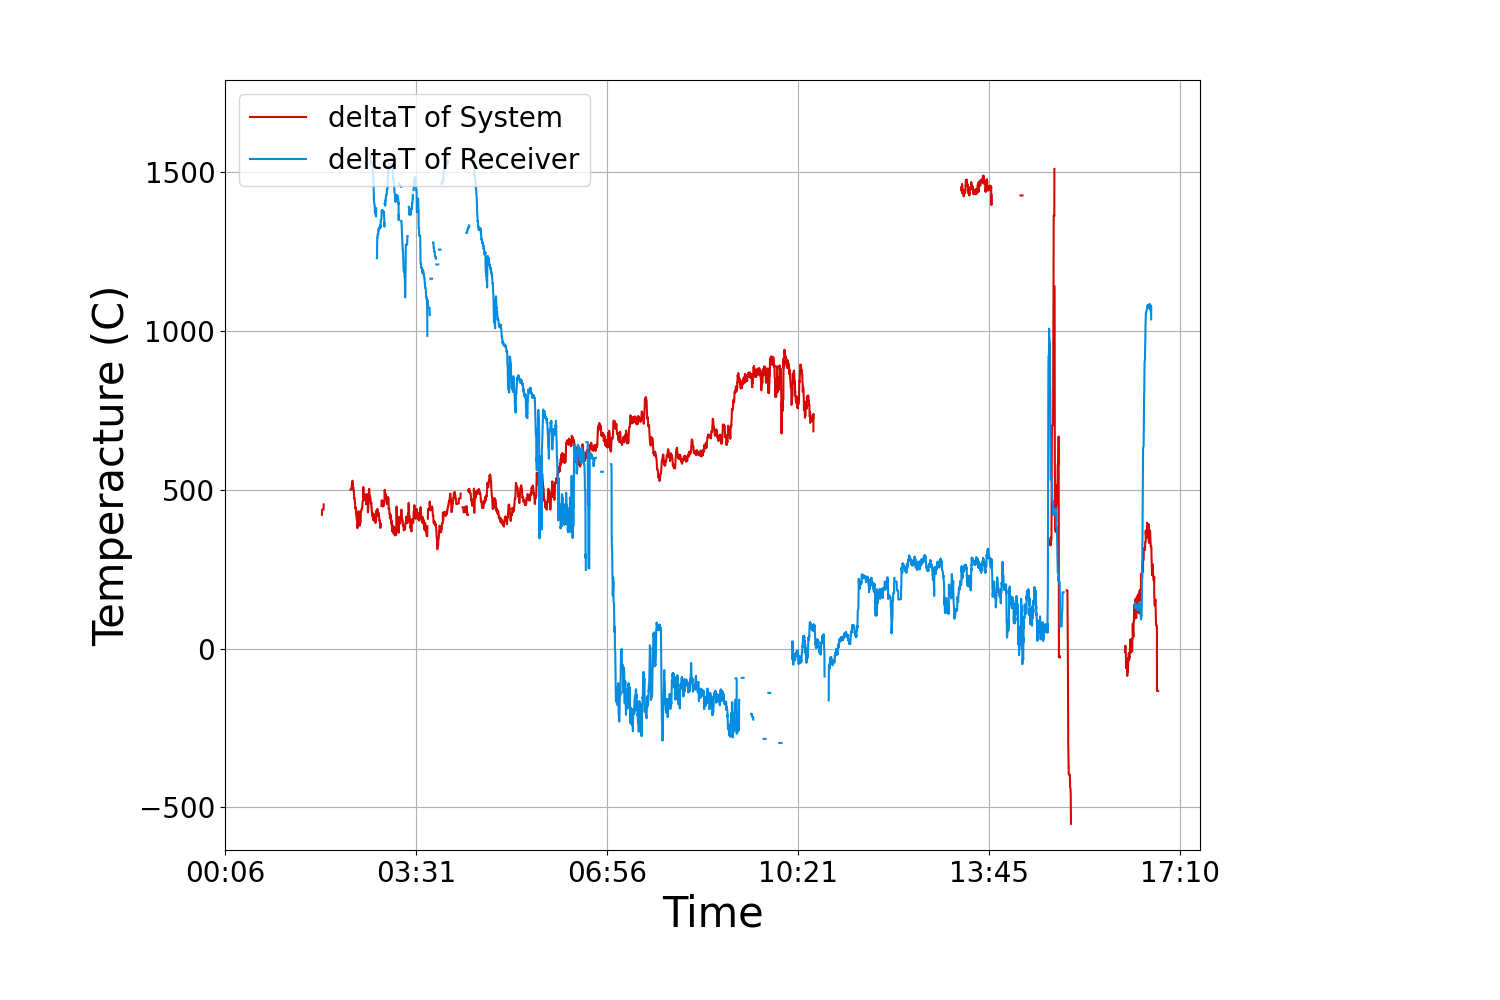 deltaT of System
deltaT of Receiver
Temperacture (C)
1500
1000
500
0
−500
00:06 03:31 06:56 10:21 13:45 17:10
Time